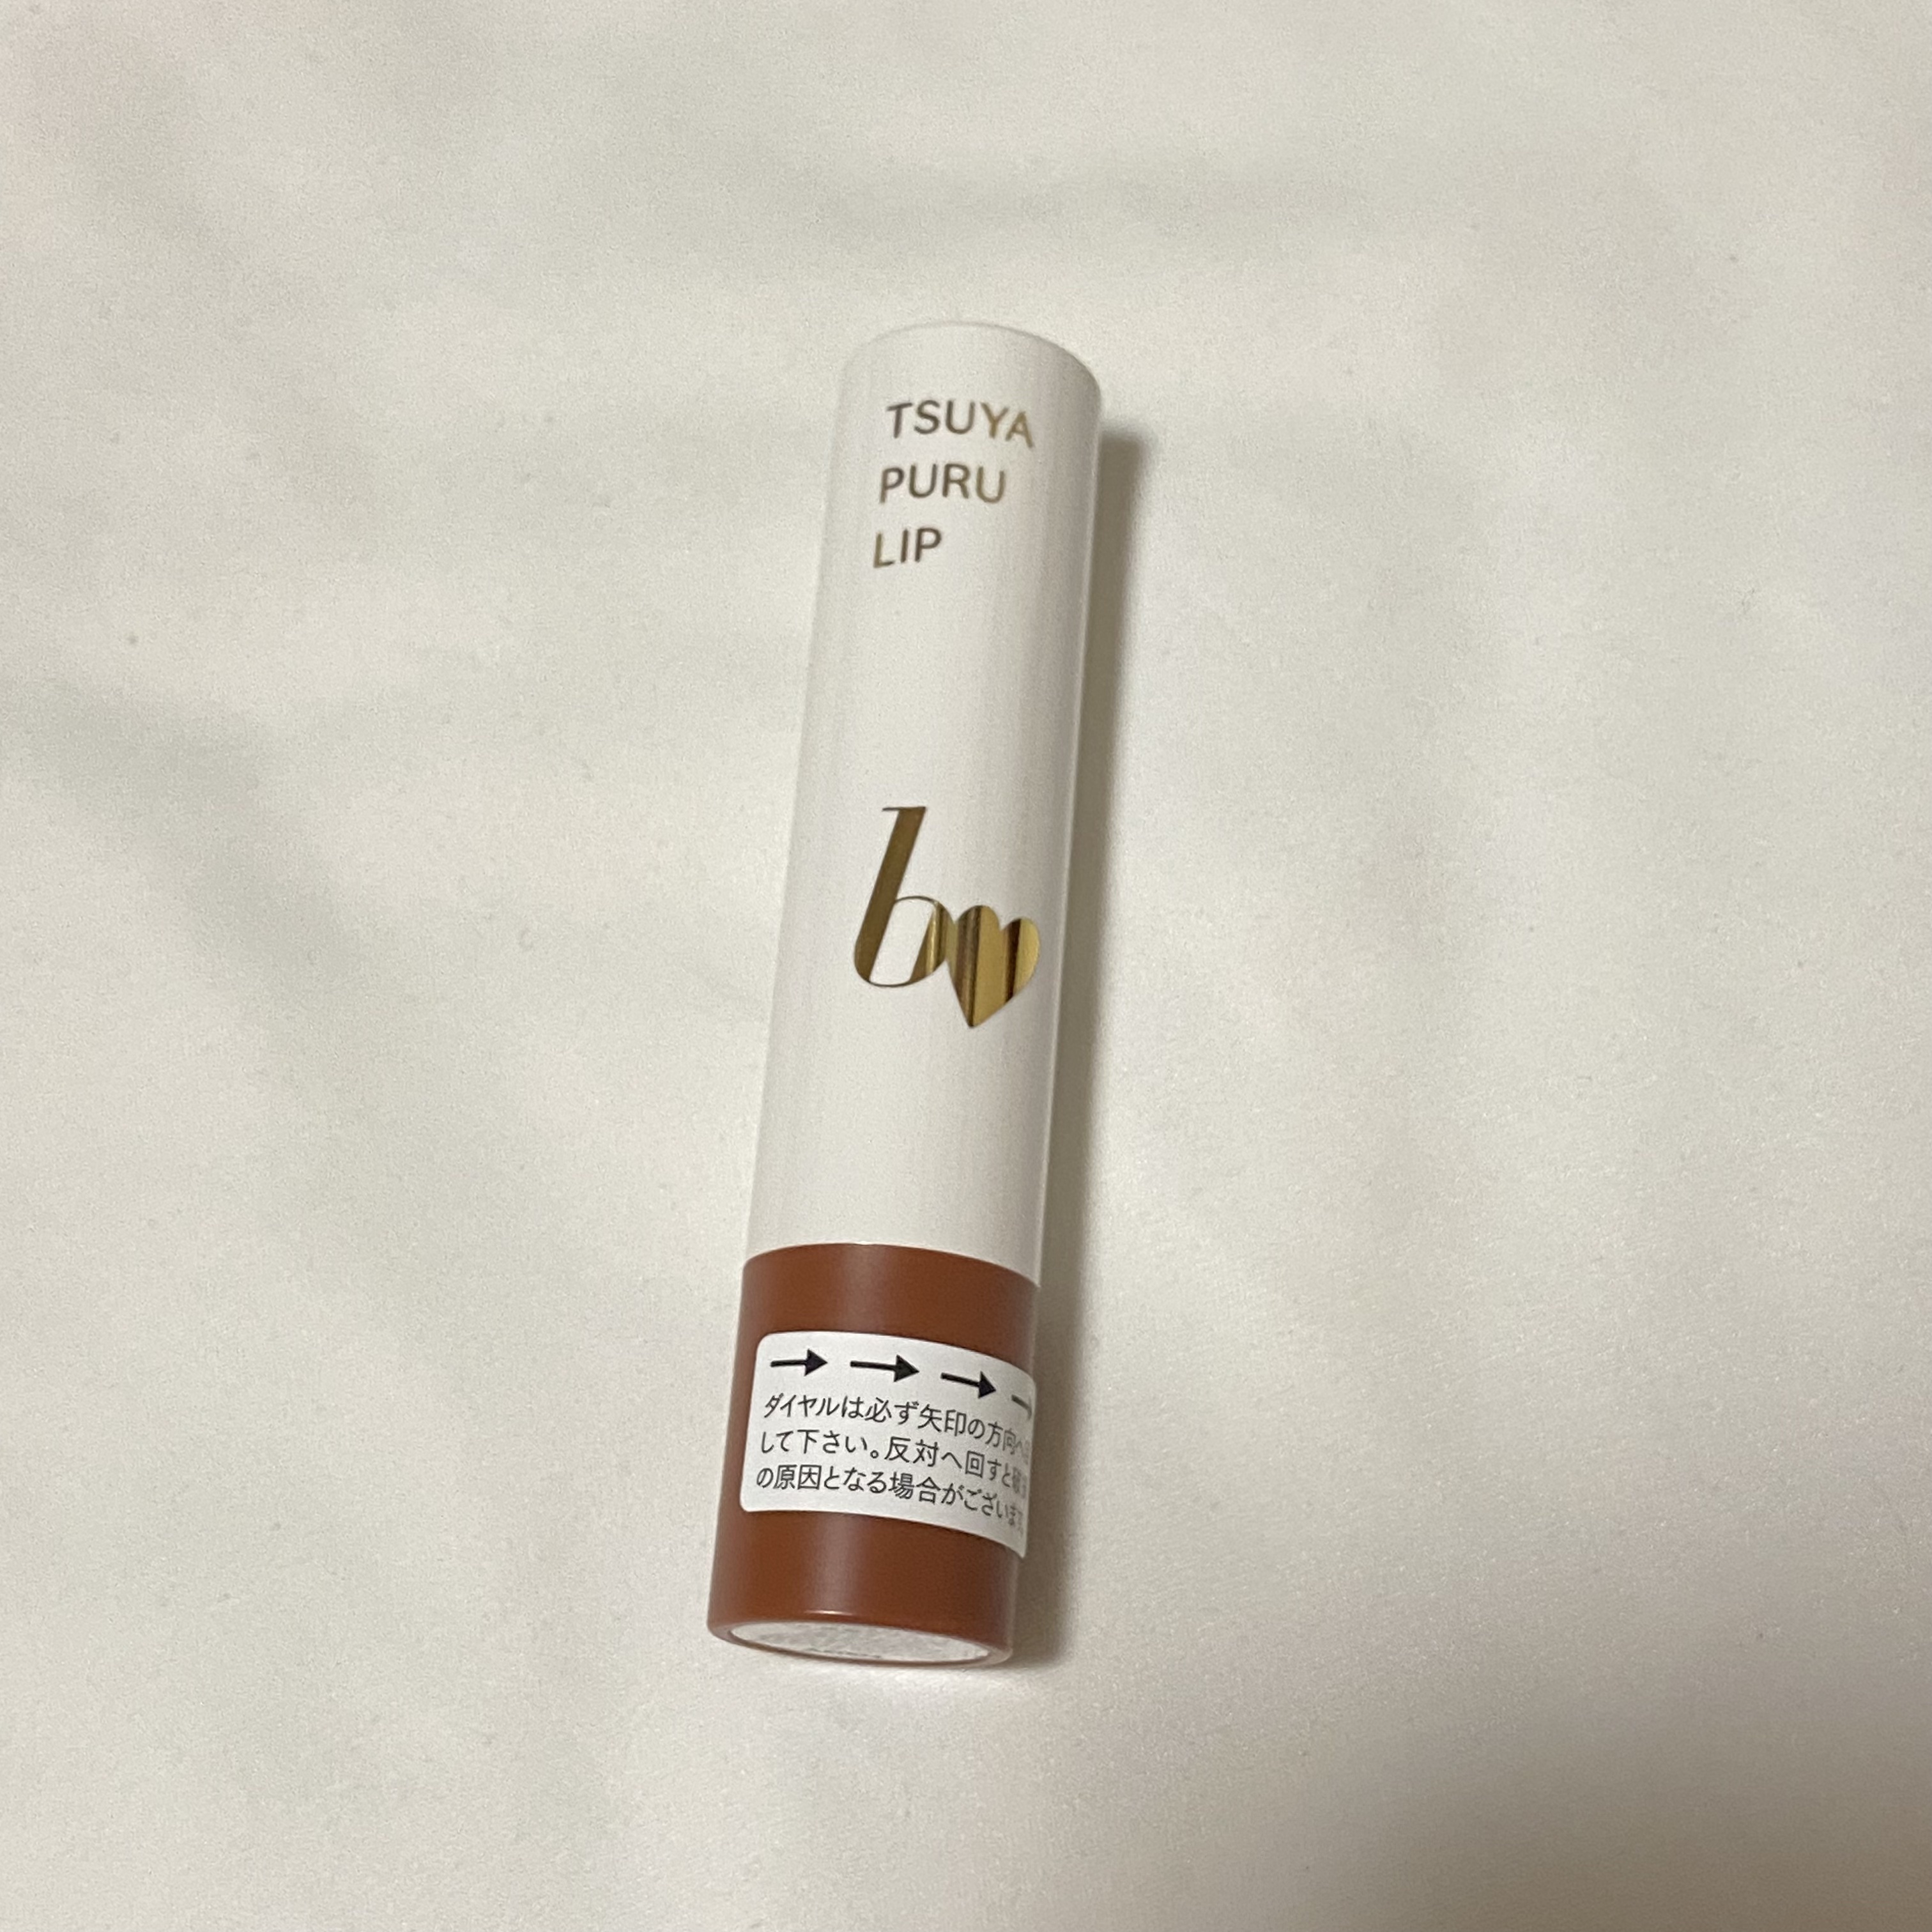 TSUYA
PURU
LIP
b
→ → → →
ダイヤルは必ず矢印の方向へ
して下さい。反対へ回すと破
の原因となる場合がございます